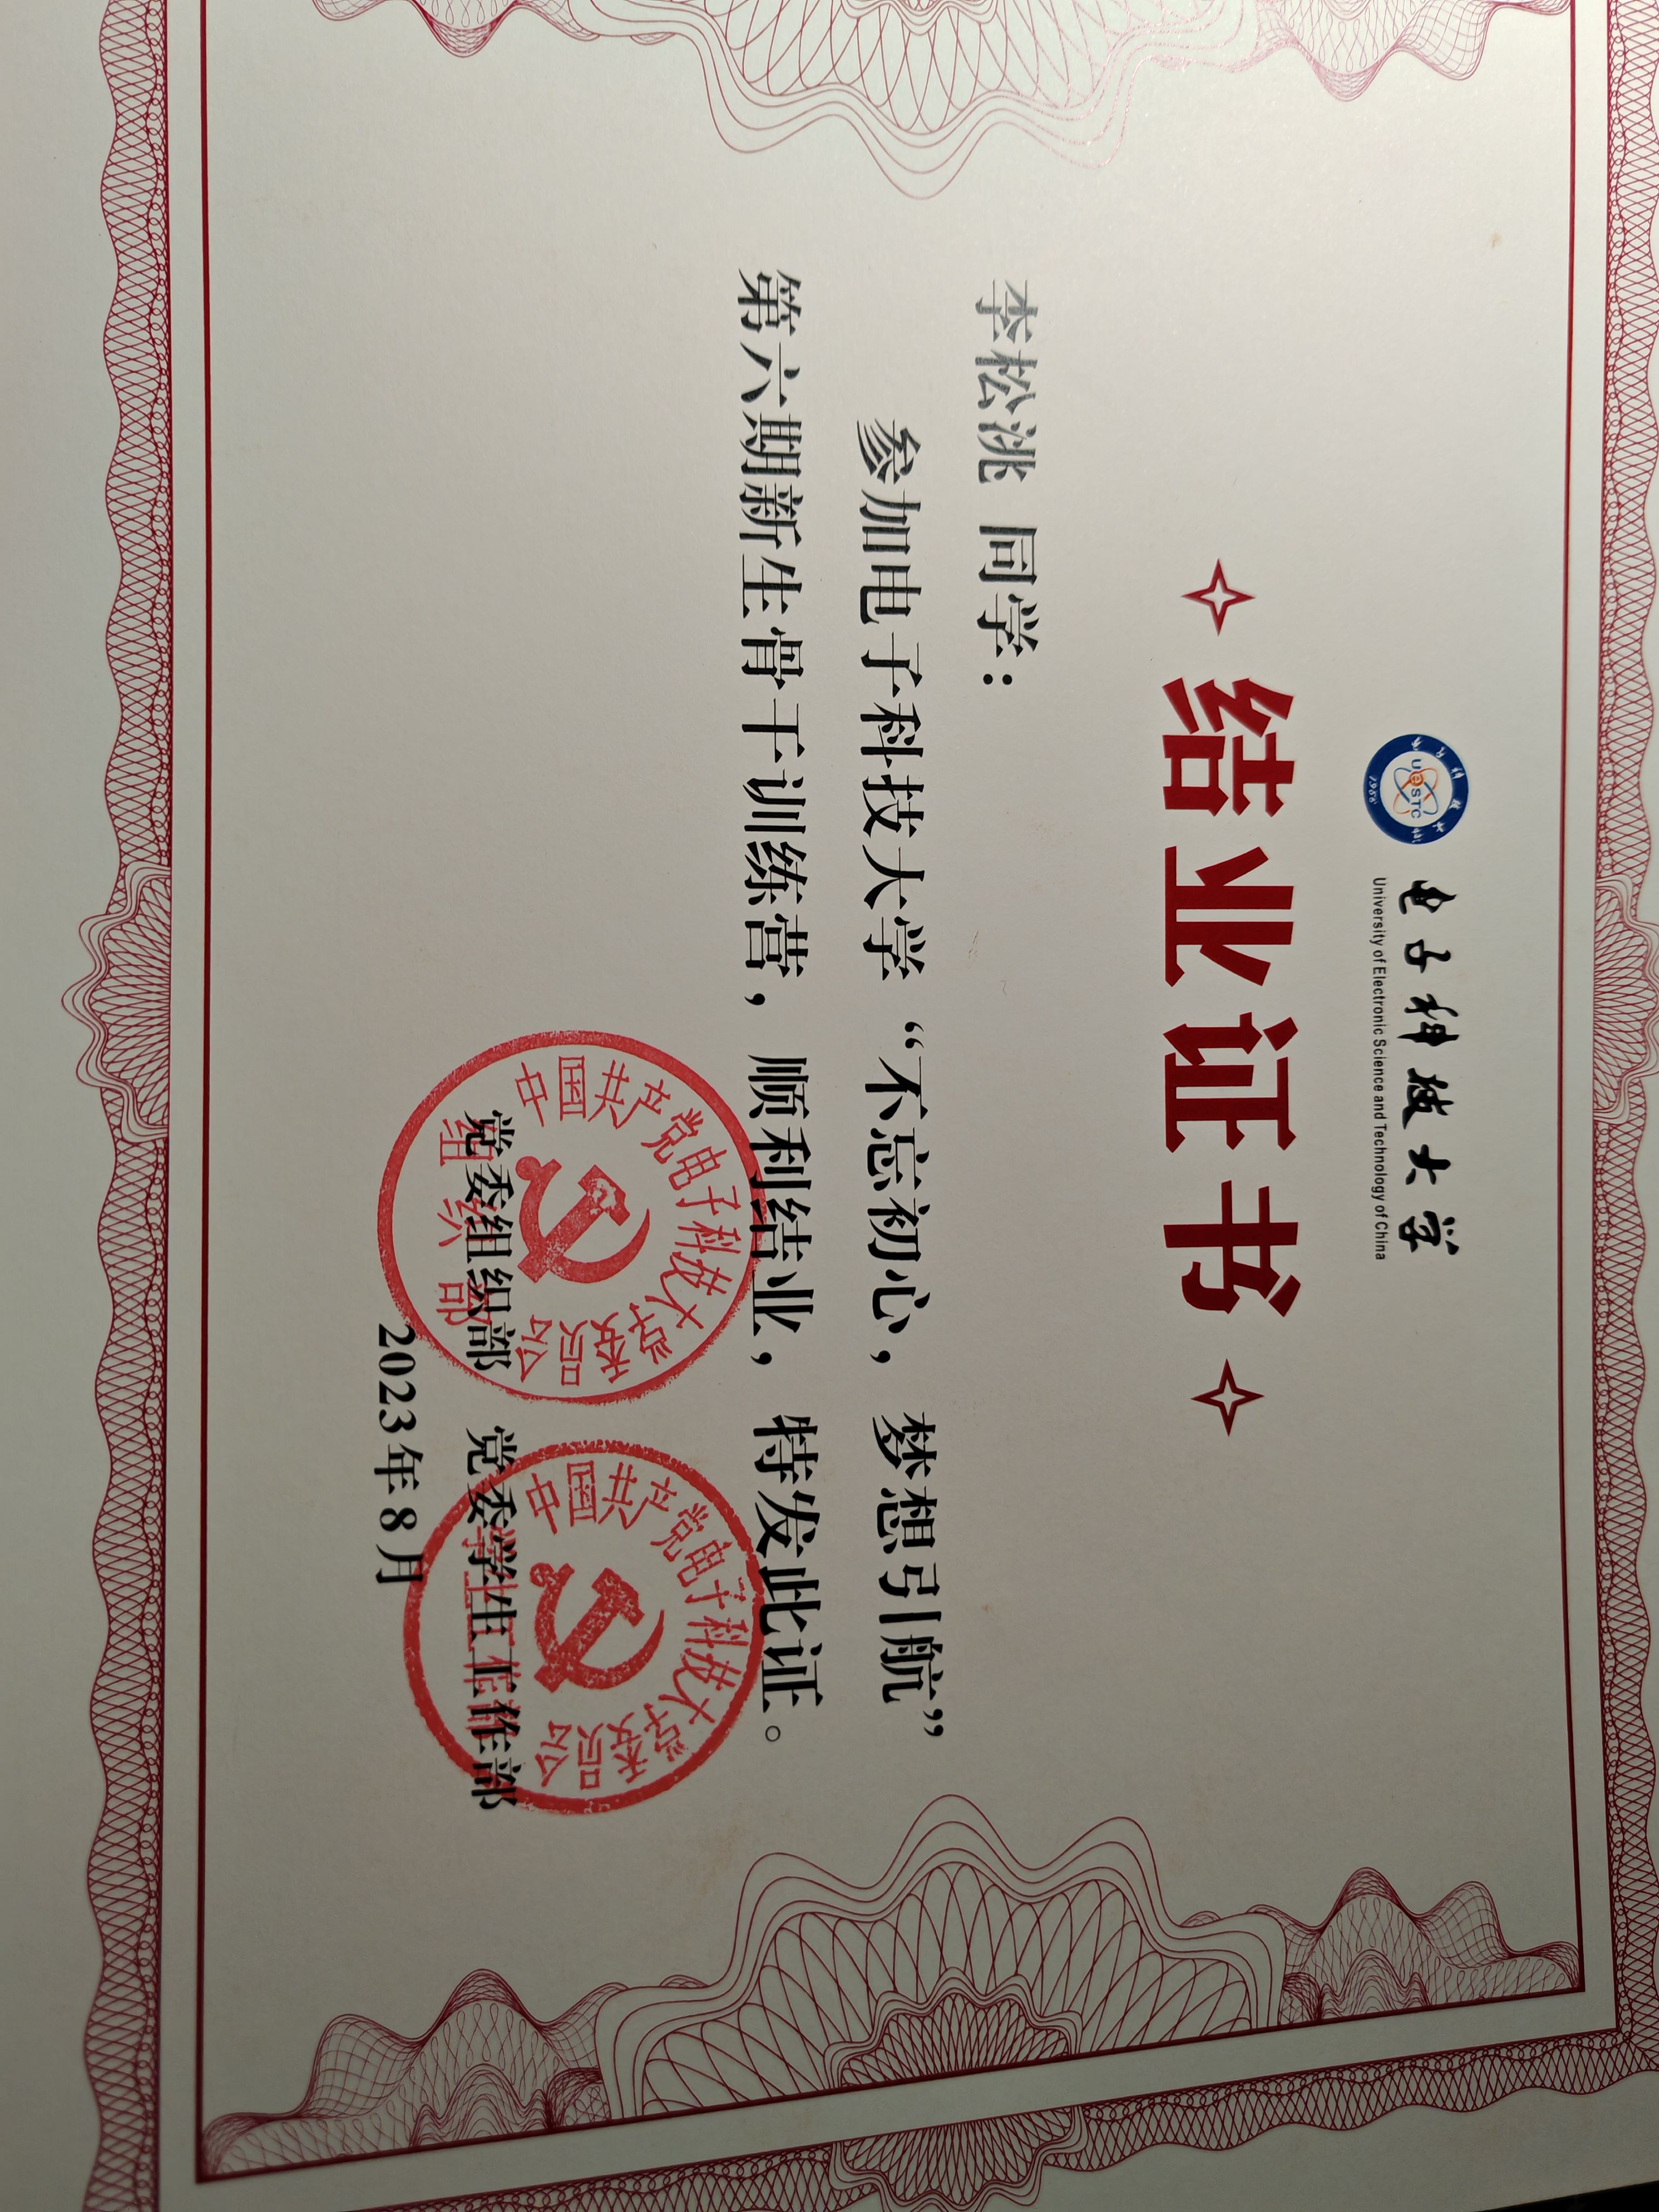 电子科技大学
UeSTC
1956
电子科技大学
University of Electronic Science and Technology of China
结业证书
李松洮 同学：
参加电子科技大学“不忘初心，梦想引航”
第六期新生骨干训练营，顺利结业，特发此证。
中国共产党电子科技大学委员会
组织部
中国共产党电子科技大学委员会
学生工作部
党委组织部 党委学生工作部
2023年8月